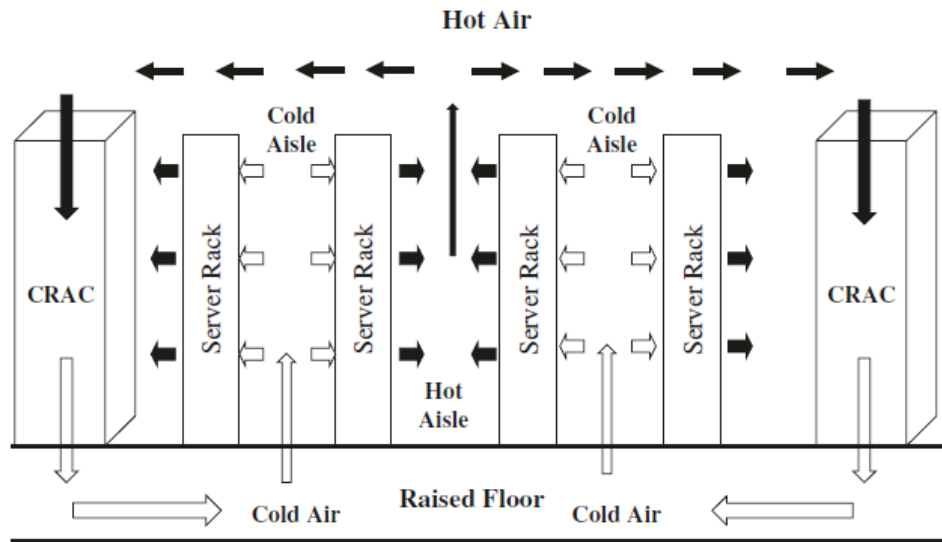 Hot Air
Cold
Aisle
Cold
Aisle
CRAC
Server Rack
Server Rack
Server Rack
Server Rack
CRAC
Hot
Aisle
Raised Floor
Cold Air
Cold Air